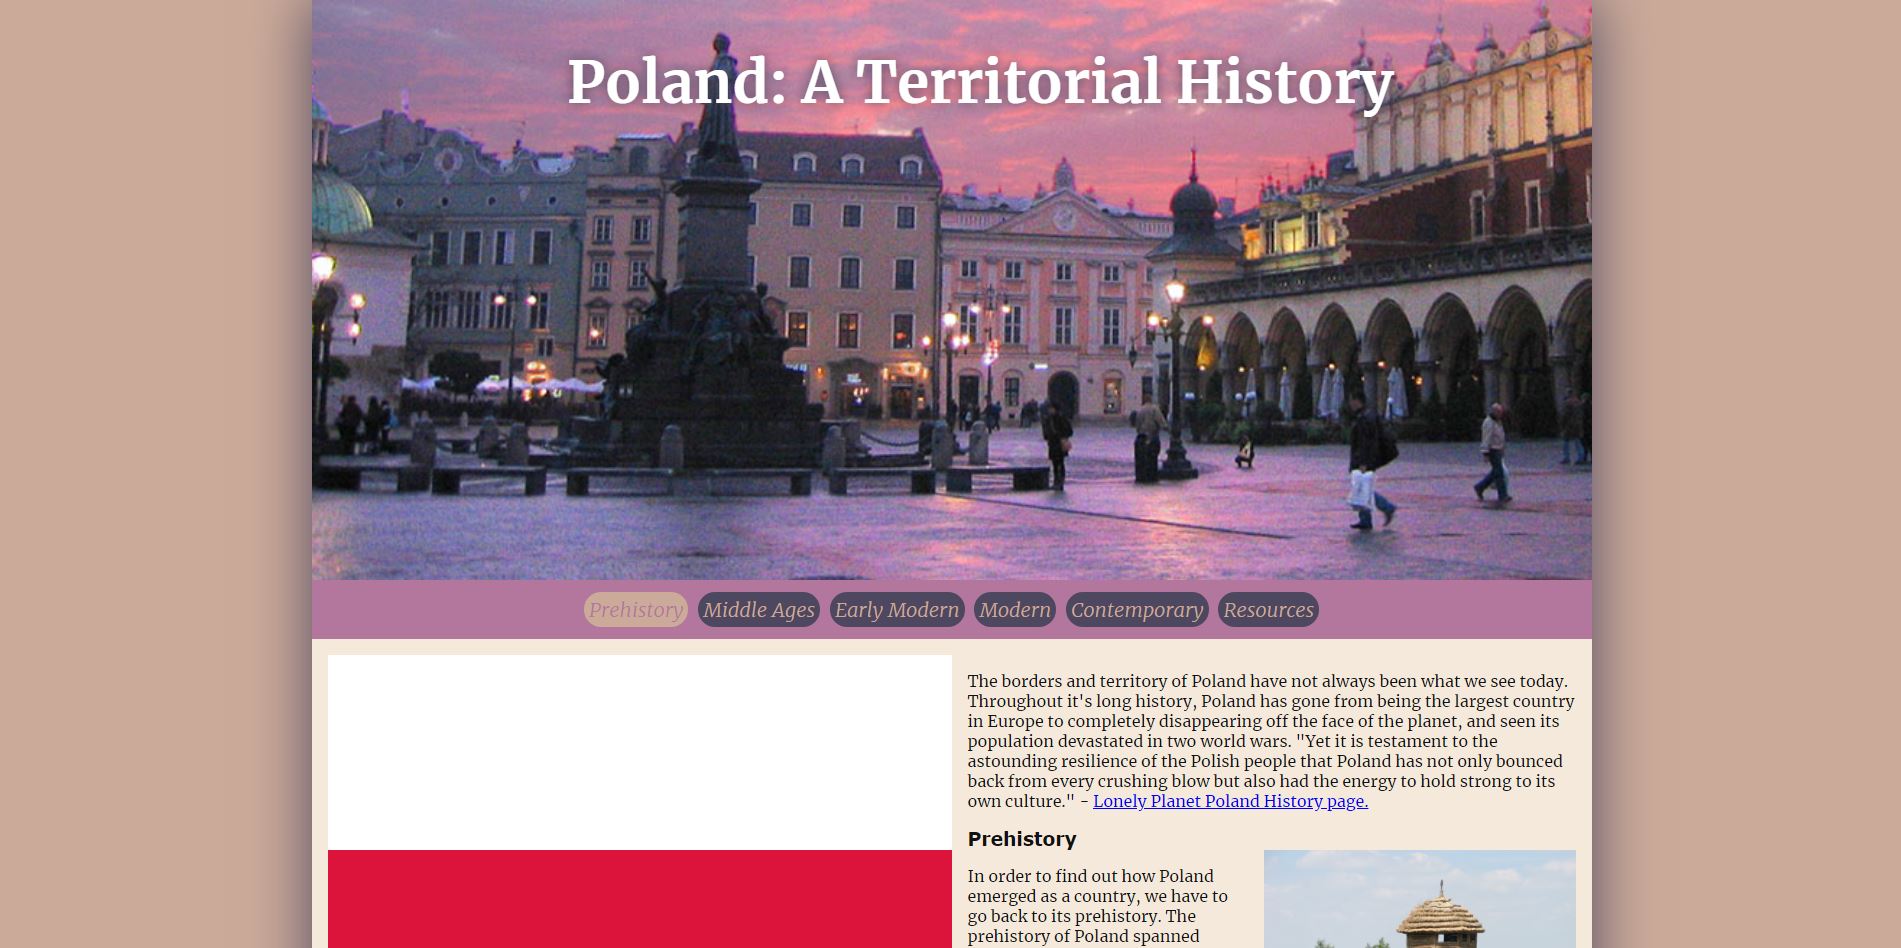 Poland: A Territorial History
Prehistory
Middle Ages
Early Modern
Modern
Contemporary
Resources
The borders and territory of Poland have not always been what we see today.
Throughout it's long history, Poland has gone from being the largest country
in Europe to completely disappearing off the face of the planet, and seen its
population devastated in two world wars. "Yet it is testament to the
astounding resilience of the Polish people that Poland has not only bounced
back from every crushing blow but also had the energy to hold strong to its
own culture." - Lonely Planet Poland History page.
Prehistory
In order to find out how Poland
emerged as a country, we have to
go back to its prehistory. The
prehistory of Poland spanned